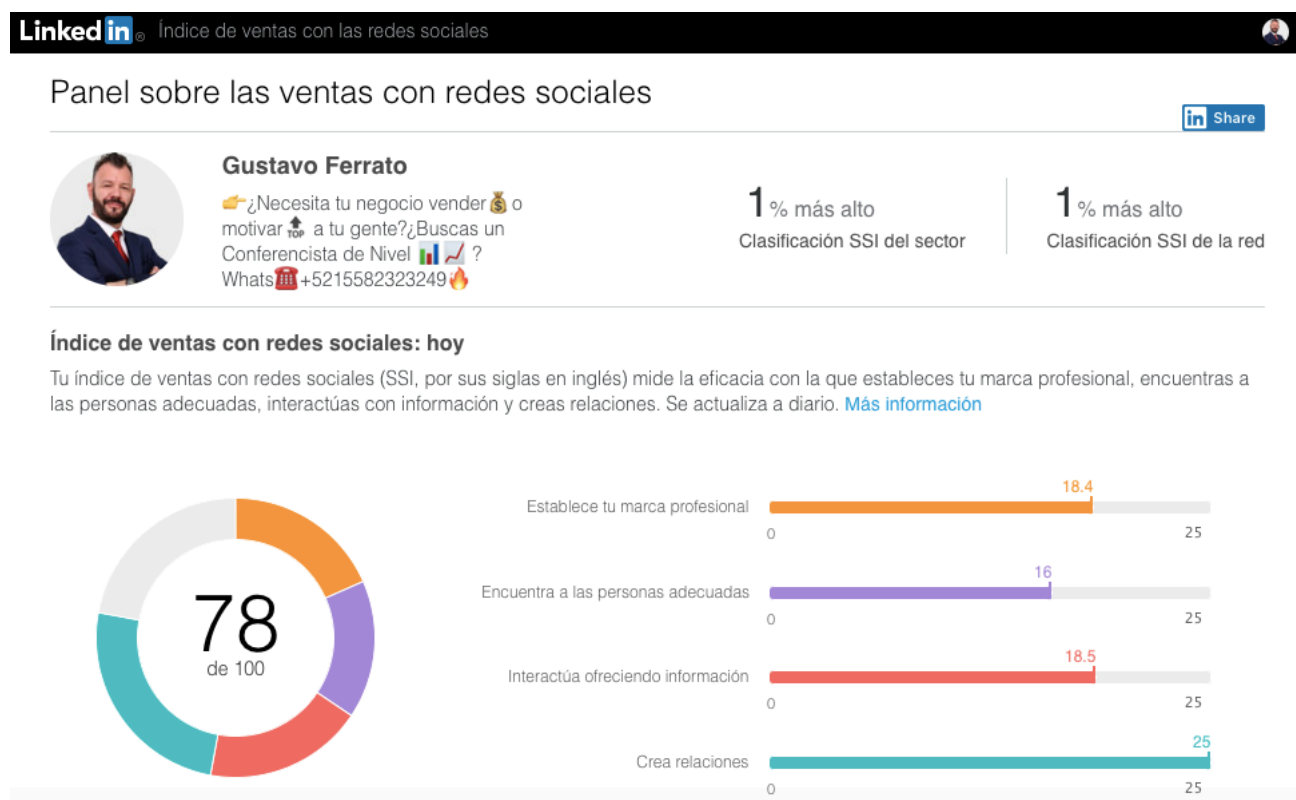 Linked in ® Índice de ventas con las redes sociales
Panel sobre las ventas con redes sociales
in Share
Gustavo Ferrato
👉¿Necesita tu negocio vender💰o
motivar🔝 a tu gente?¿Buscas un
Conferencista de Nivel 📊📈 ?
Whats☎️+5215582323249🔥
1% más alto
Clasificación SSI del sector
1% más alto
Clasificación SSI de la red
Índice de ventas con redes sociales: hoy
Tu índice de ventas con redes sociales (SSI, por sus siglas en inglés) mide la eficacia con la que estableces tu marca profesional, encuentras a
las personas adecuadas, interactúas con información y creas relaciones. Se actualiza a diario. Más información
78
de 100
18.4
Establece tu marca profesional
0 25
16
Encuentra a las personas adecuadas
0 25
18.5
Interactúa ofreciendo información
0 25
25
Crea relaciones
0 25